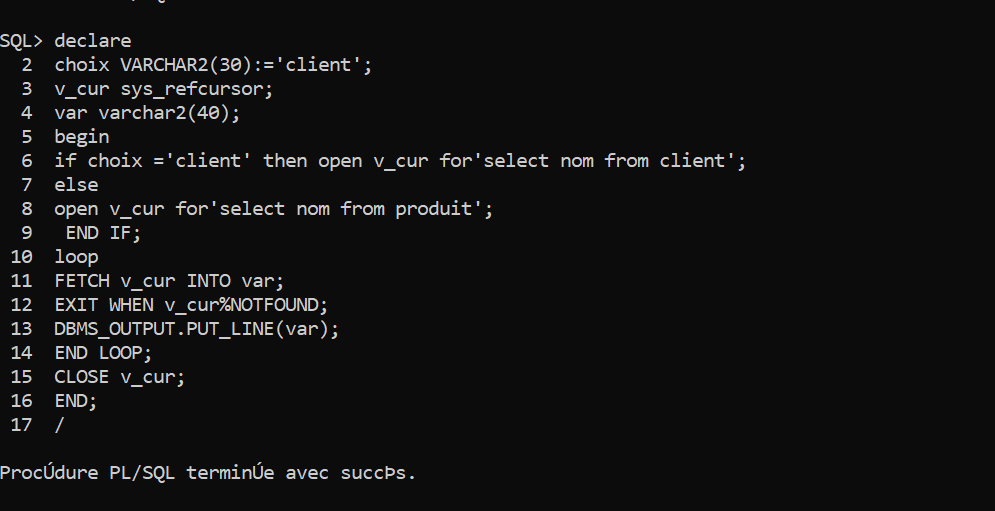 SQL> declare
2 choix VARCHAR2(30):='client';
3 v_cur sys_refcursor;
4 var varchar2(40);
5 begin
6 if choix ='client' then open v_cur for'select nom from client';
7 else
8 open v_cur for'select nom from produit';
9 END IF;
10 loop
11 FETCH v_cur INTO var;
12 EXIT WHEN v_cur%NOTFOUND;
13 DBMS_OUTPUT.PUT_LINE(var);
14 END LOOP;
15 CLOSE v_cur;
16 END;
17 /
ProcÚdure PL/SQL terminÚe avec succÞs.